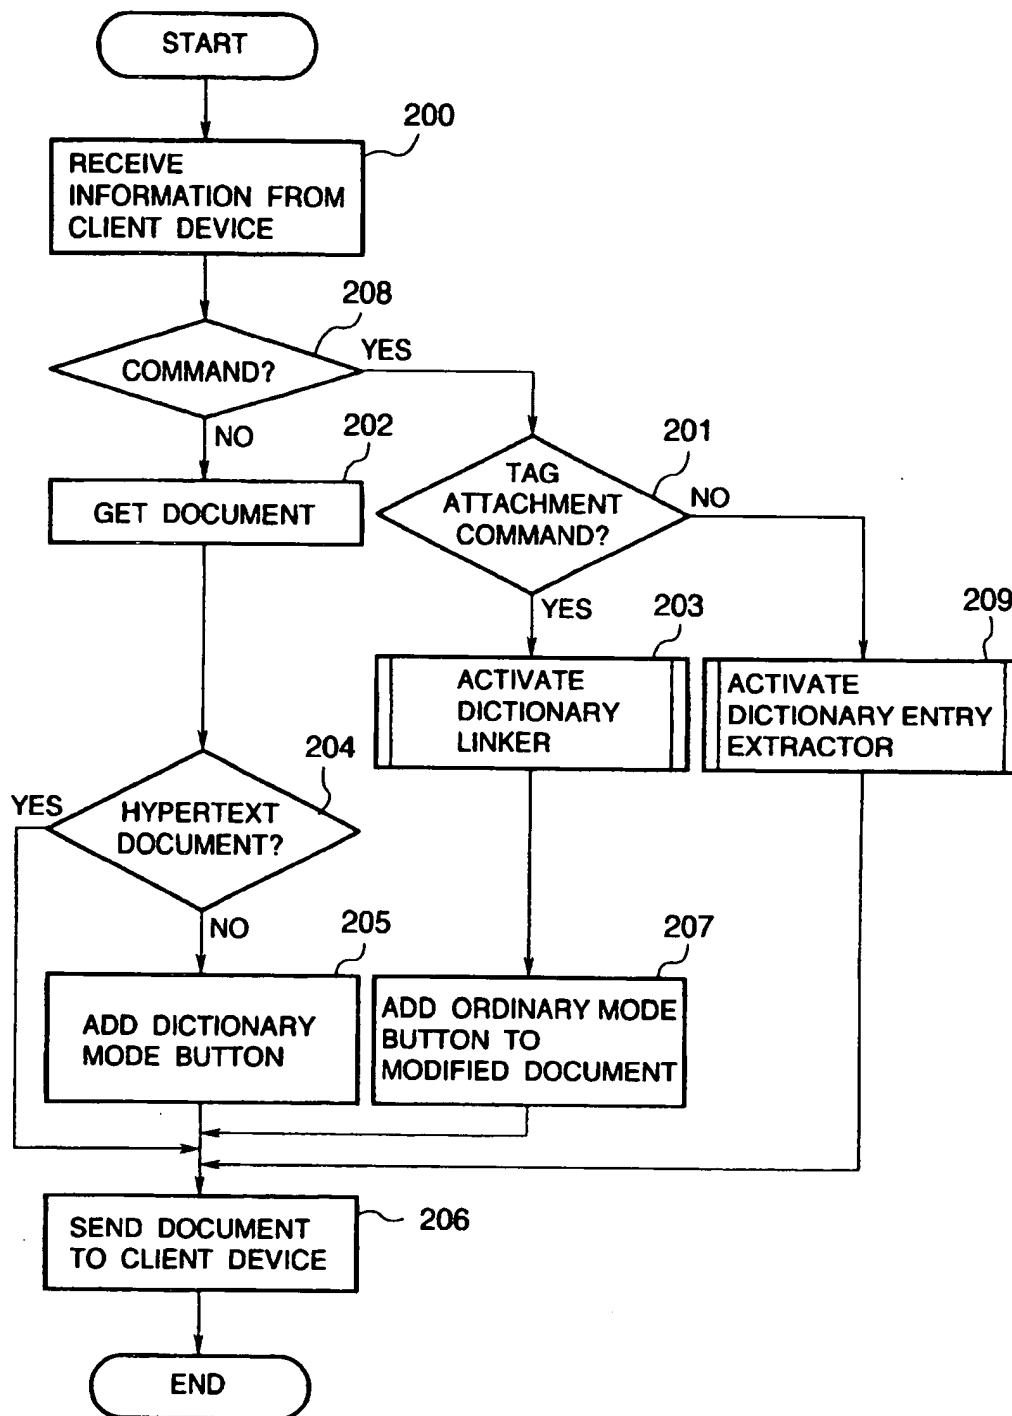 START
200
RECEIVE
INFORMATION FROM
CLIENT DEVICE
208
COMMAND?
YES
NO
202
GET DOCUMENT
201
TAG
ATTACHMENT
COMMAND?
NO
YES
203
ACTIVATE
DICTIONARY
LINKER
209
ACTIVATE
DICTIONARY ENTRY
EXTRACTOR
204
YES
HYPERTEXT
DOCUMENT?
NO
205
ADD DICTIONARY
MODE BUTTON
207
ADD ORDINARY MODE
BUTTON TO
MODIFIED DOCUMENT
206
SEND DOCUMENT
TO CLIENT DEVICE
END